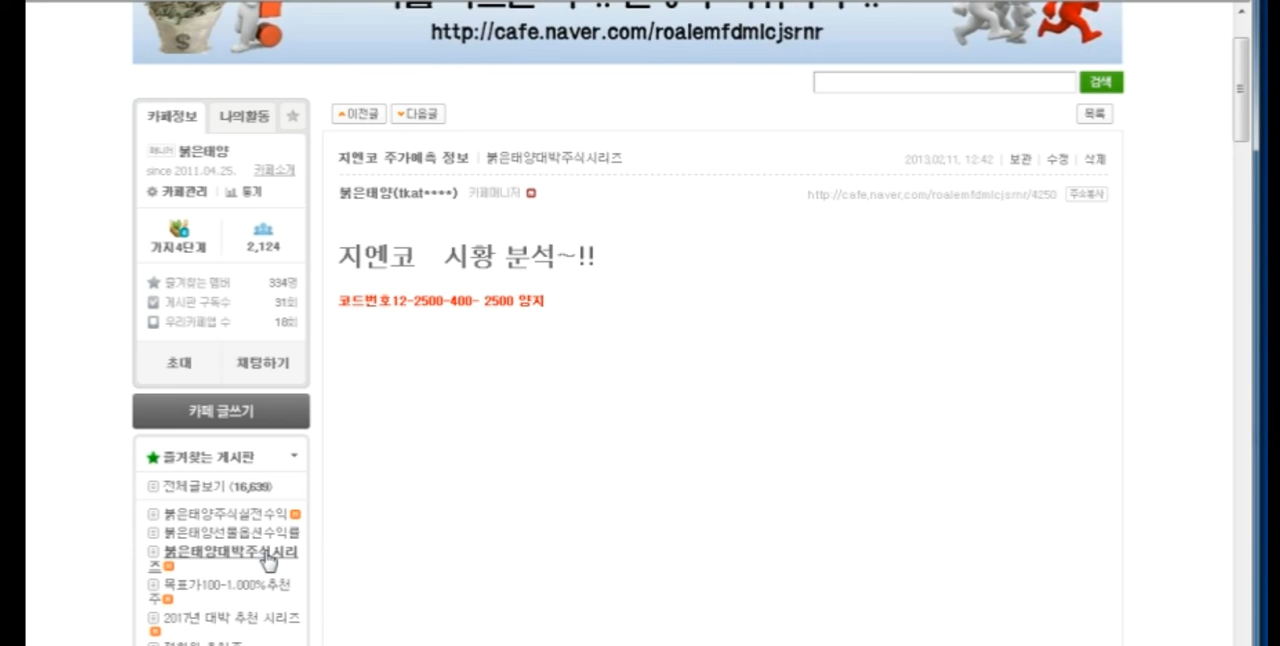 http://cafe.naver.com/roalemfdmlcjsrnr
검색
카페정보 나의활동
이전글 다음글
목록
매니저 붉은태양
since 2011.04.25. 카페소개
카페관리 통계
지엔코 주가예측 정보 | 붉은태양대박주식시리즈
2013.02.11. 12:42 | 보관 | 수정 | 삭제
붉은태양(tkat****) 카페매니저
http://cafe.naver.com/roalemfdmlcjsrnr/4250 주소복사
가지4단계 2,124
지엔코 시황 분석~!!
즐겨찾는 멤버 334명
게시판 구독수 31회
우리카페앱 수 18회
코드번호12-2500-400- 2500 양지
초대 채팅하기
카페 글쓰기
즐겨찾는 게시판
전체글보기 (16,639)
붉은태양주식실전수익
붉은태양선물옵션수익률
붉은태양대박주식시리
즈
목표가100-1.000%추천
주
2017년 대박 추천 시리즈